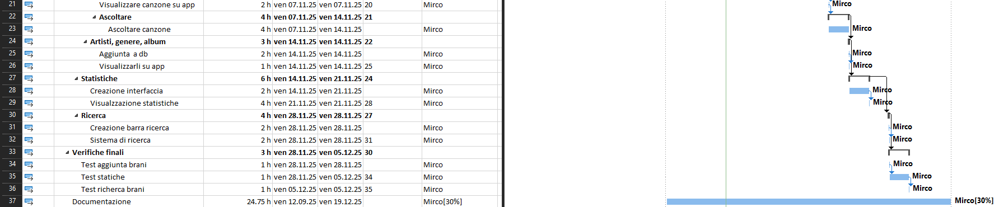 21 Visualizzare canzone su app 2 h ven 07.11.25 ven 07.11.25 20 Mirco Mirco
22 Ascoltare 4 h ven 07.11.25 ven 14.11.25 21
23 Ascoltare canzone 4 h ven 07.11.25 ven 14.11.25 Mirco Mirco
24 Artisti, genere, album 3 h ven 14.11.25 ven 14.11.25 22
25 Aggiunta a db 2 h ven 14.11.25 ven 14.11.25 Mirco Mirco
26 Visualizzarli su app 1 h ven 14.11.25 ven 14.11.25 25 Mirco Mirco
27 Statistiche 6 h ven 14.11.25 ven 21.11.25 24
28 Creazione interfaccia 2 h ven 14.11.25 ven 21.11.25 Mirco Mirco
29 Visualzzazione statistiche 4 h ven 21.11.25 ven 21.11.25 28 Mirco Mirco
30 Ricerca 4 h ven 28.11.25 ven 28.11.25 27
31 Creazione barra ricerca 2 h ven 28.11.25 ven 28.11.25 Mirco Mirco
32 Sistema di ricerca 2 h ven 28.11.25 ven 28.11.25 31 Mirco Mirco
33 Verifiche finali 3 h ven 28.11.25 ven 05.12.25 30
34 Test aggiunta brani 1 h ven 28.11.25 ven 28.11.25 Mirco Mirco
35 Test statiche 1 h ven 28.11.25 ven 05.12.25 34 Mirco Mirco
36 Test richerca brani 1 h ven 05.12.25 ven 05.12.25 35 Mirco Mirco
37 Documentazione 24.75 h ven 12.09.25 ven 19.12.25 Mirco[30%] Mirco[30%]